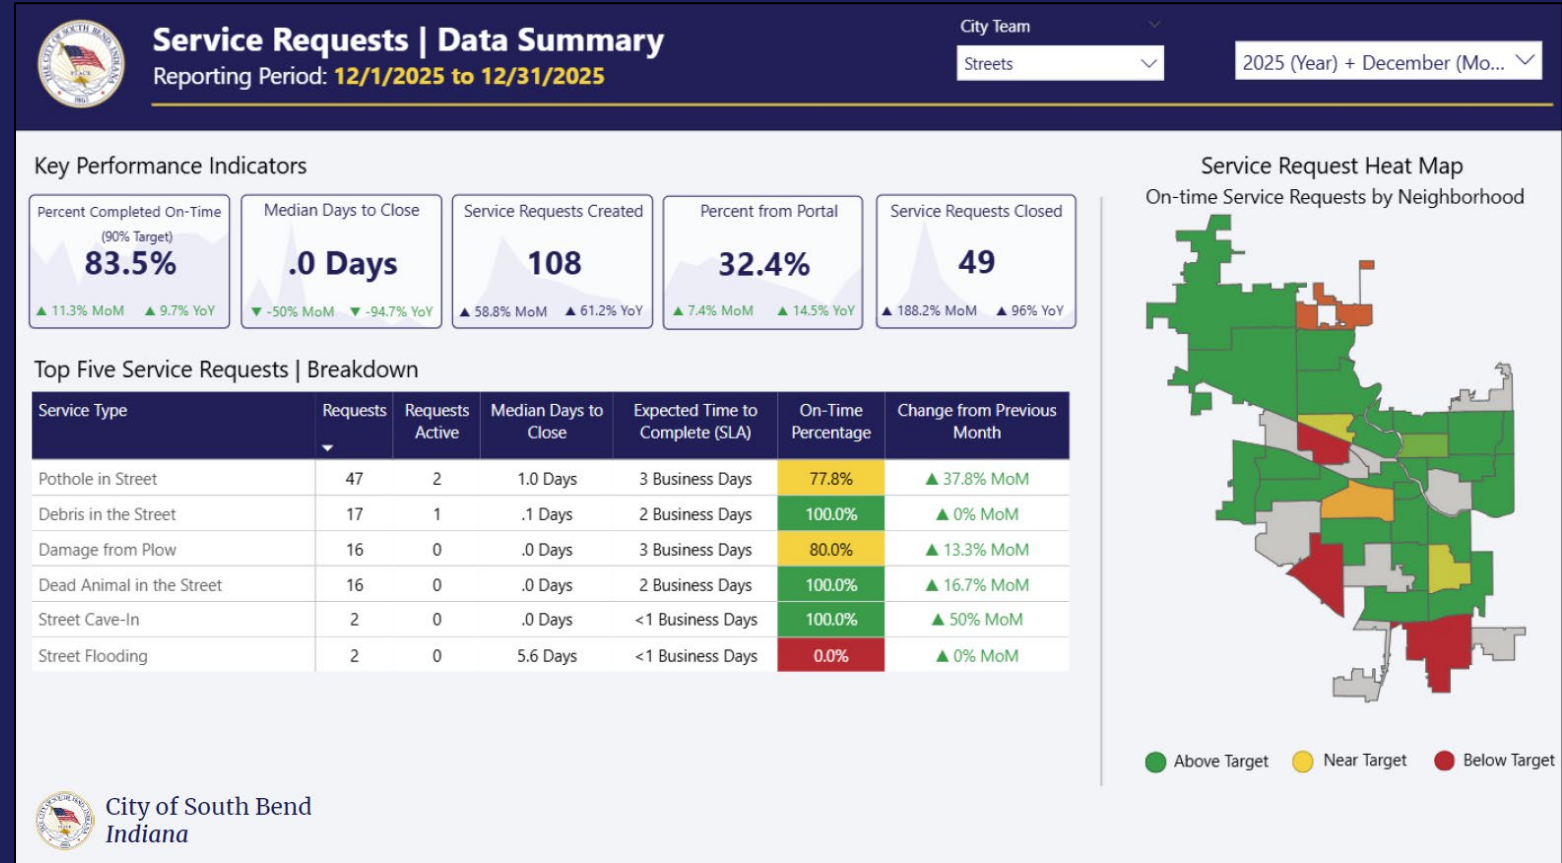 Service Requests | Data Summary
Reporting Period: 12/1/2025 to 12/31/2025
City Team
Streets
2025 (Year) + December (Mo...
Key Performance Indicators
Percent Completed On-Time
(90% Target)
83.5%
▲ 11.3% MoM ▲ 9.7% YoY
Median Days to Close
.0 Days
▼ -50% MoM ▼ -94.7% YoY
Service Requests Created
108
▲ 58.8% MoM ▲ 61.2% YoY
Percent from Portal
32.4%
▲ 7.4% MoM ▲ 14.5% YoY
Service Requests Closed
49
▲ 188.2% MoM ▲ 96% YoY
Top Five Service Requests | Breakdown
Service Type Requests Requests Active Median Days to Close Expected Time to Complete (SLA) On-Time Percentage Change from Previous Month
Pothole in Street 47 2 1.0 Days 3 Business Days 77.8% ▲ 37.8% MoM
Debris in the Street 17 1 .1 Days 2 Business Days 100.0% ▲ 0% MoM
Damage from Plow 16 0 .0 Days 3 Business Days 80.0% ▲ 13.3% MoM
Dead Animal in the Street 16 0 .0 Days 2 Business Days 100.0% ▲ 16.7% MoM
Street Cave-In 2 0 .0 Days <1 Business Days 100.0% ▲ 50% MoM
Street Flooding 2 0 5.6 Days <1 Business Days 0.0% ▲ 0% MoM
Service Request Heat Map
On-time Service Requests by Neighborhood
Above Target
Near Target
Below Target
THE CITY OF SOUTH BEND, INDIANA
PEACE
1865
City of South Bend
Indiana